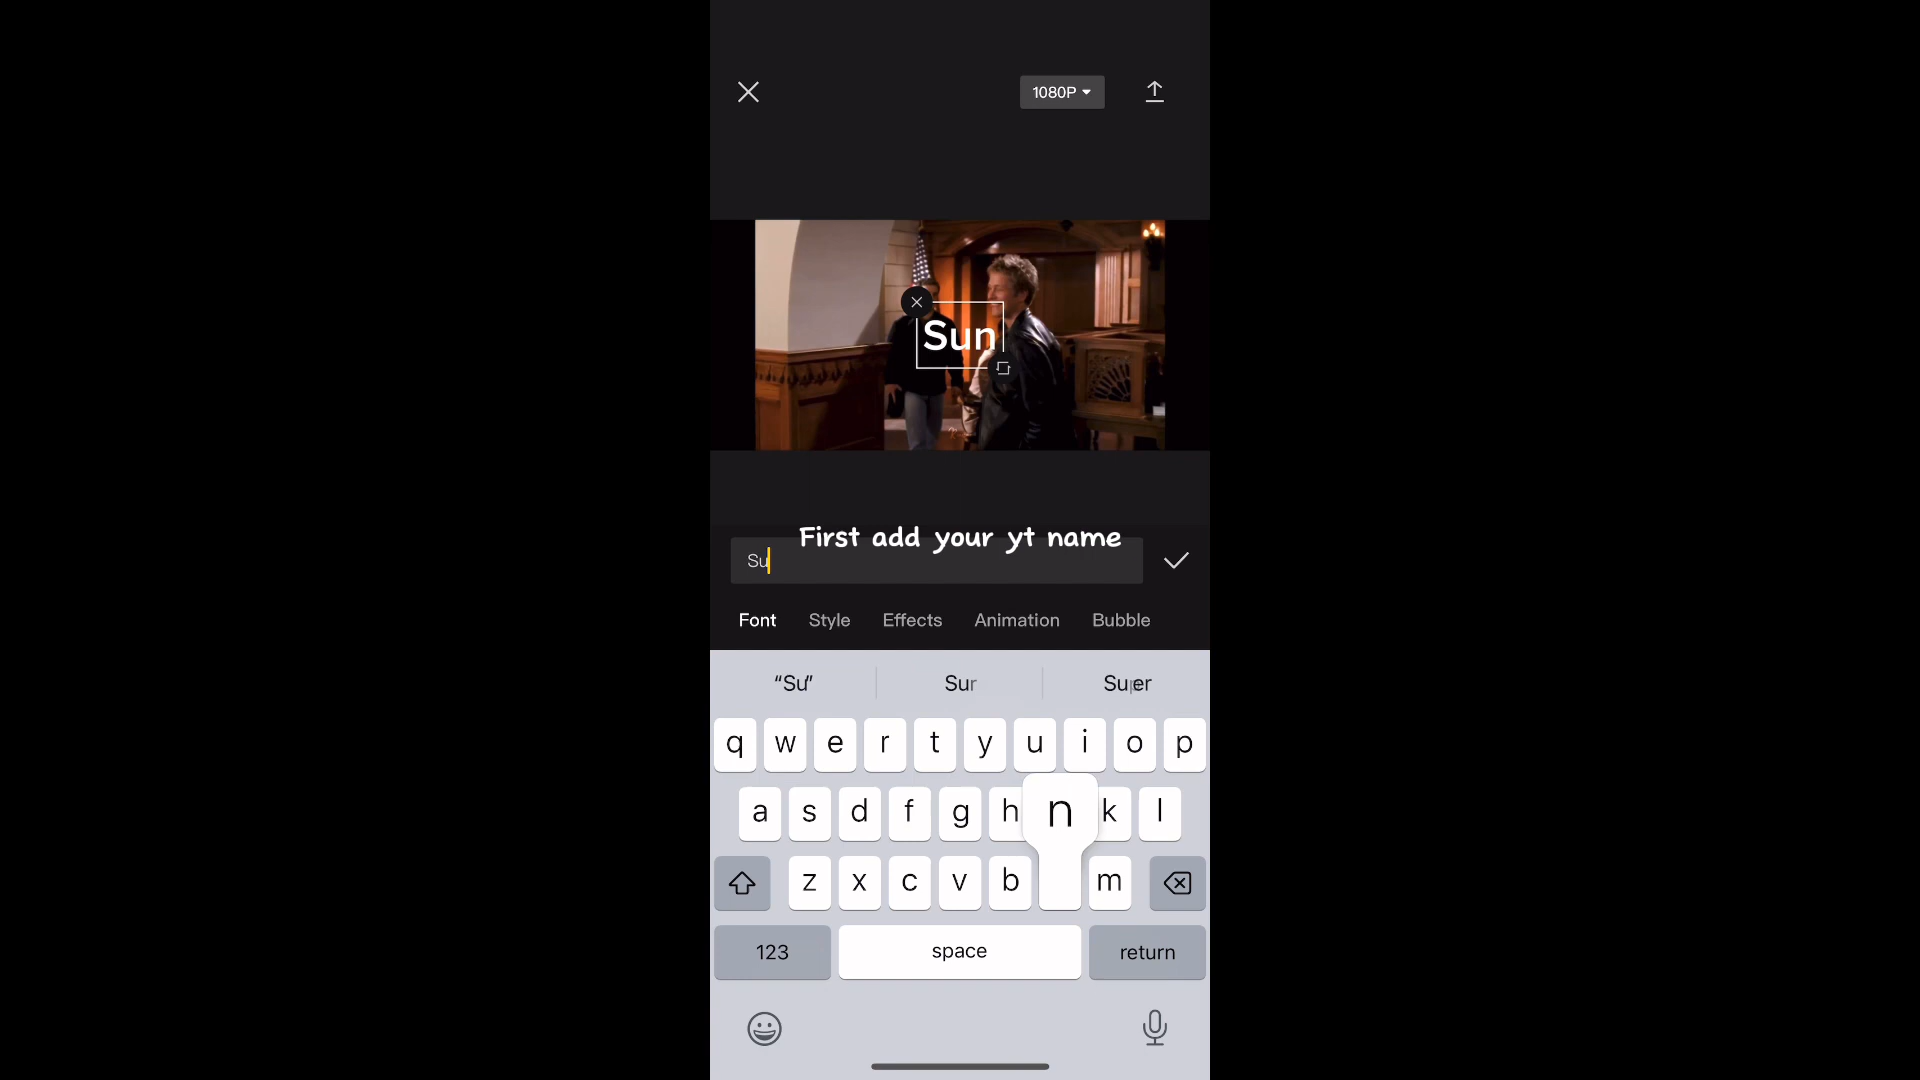 1080P
Sun
First add your yt name
Su
Font Style Effects Animation Bubble
“Su” Sur Super
q w e r t y u i o p
a s d f g h n k l
z x c v b m
123 space return